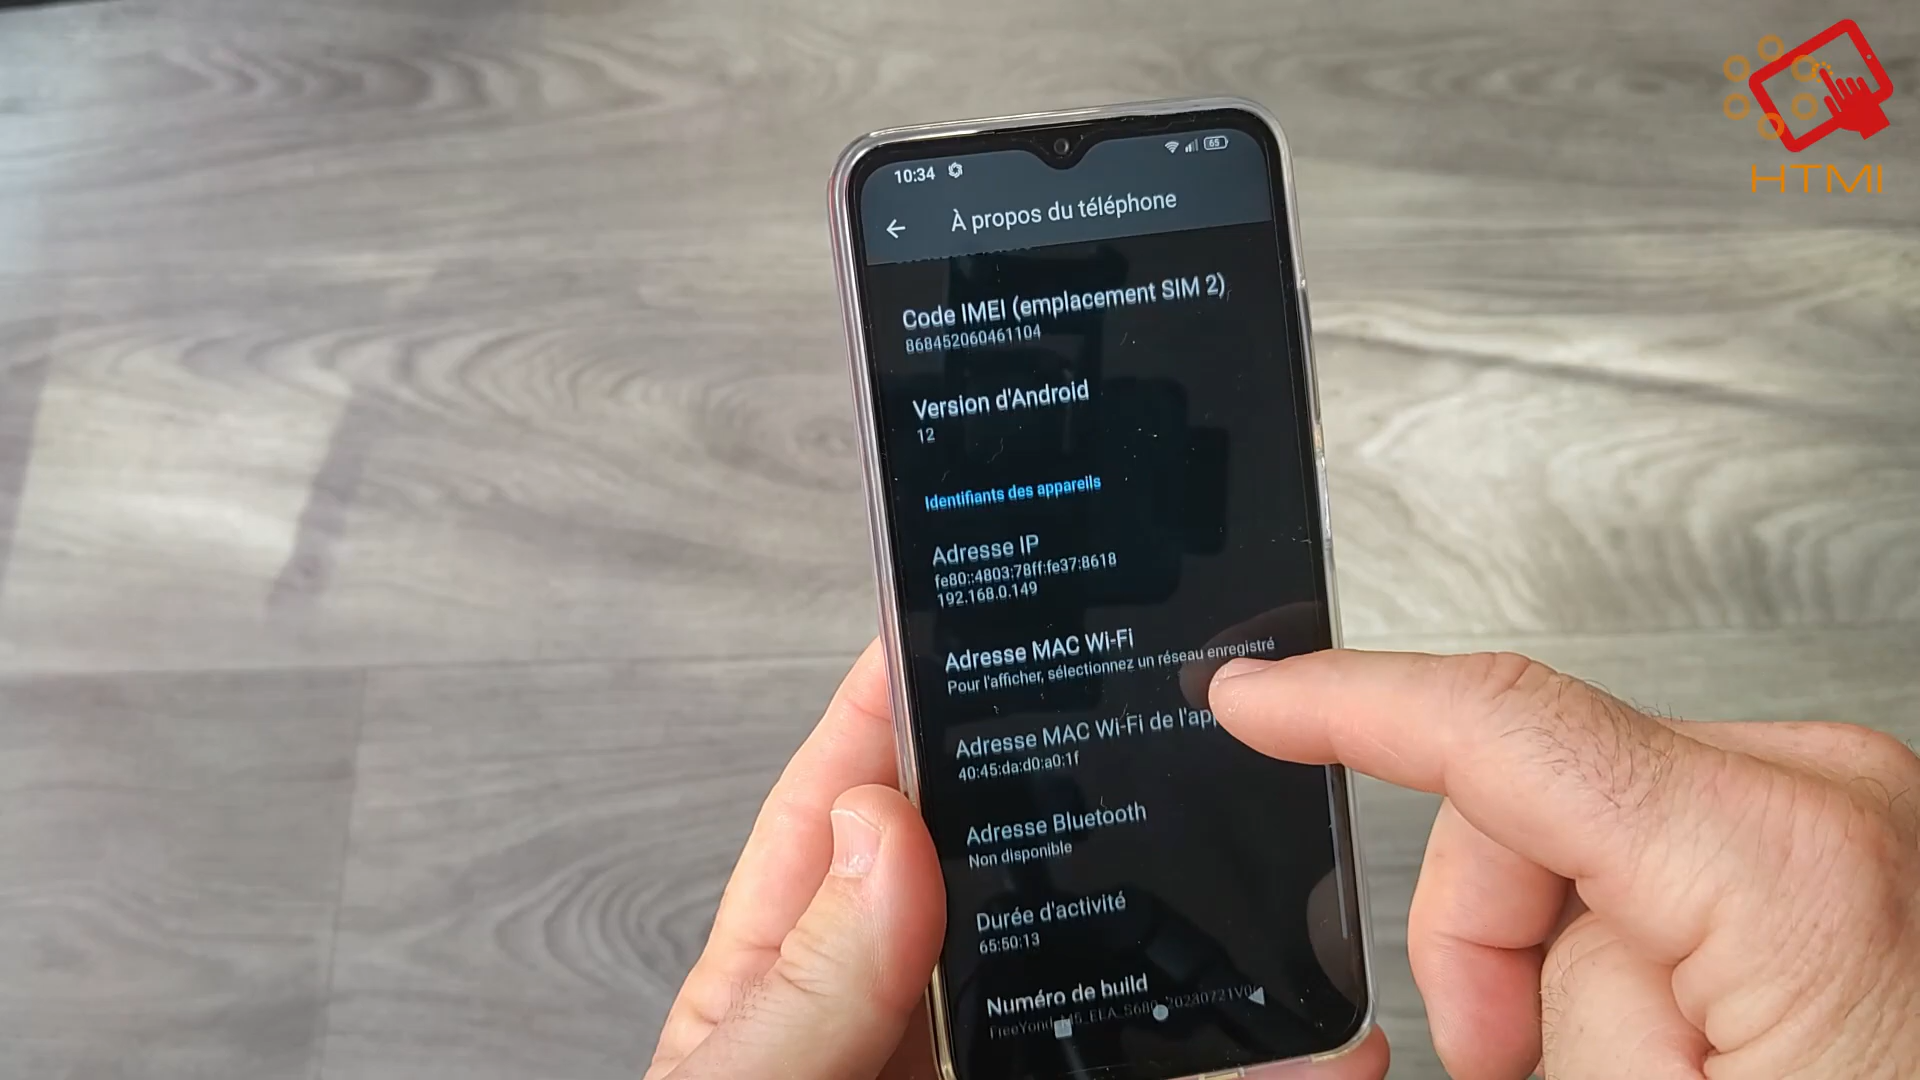 HTMI
10:34
65
À propos du téléphone
Code IMEI (emplacement SIM 2)
868452060461104
Version d'Android
12
Identifiants des appareils
Adresse IP
fe80::4803:78ff:fe37:8618
192.168.0.149
Adresse MAC Wi-Fi
Pour l'afficher, sélectionnez un réseau enregistré
Adresse MAC Wi-Fi de l'app
40:45:da:d0:a0:1f
Adresse Bluetooth
Non disponible
Durée d'activité
65:50:13
Numéro de build